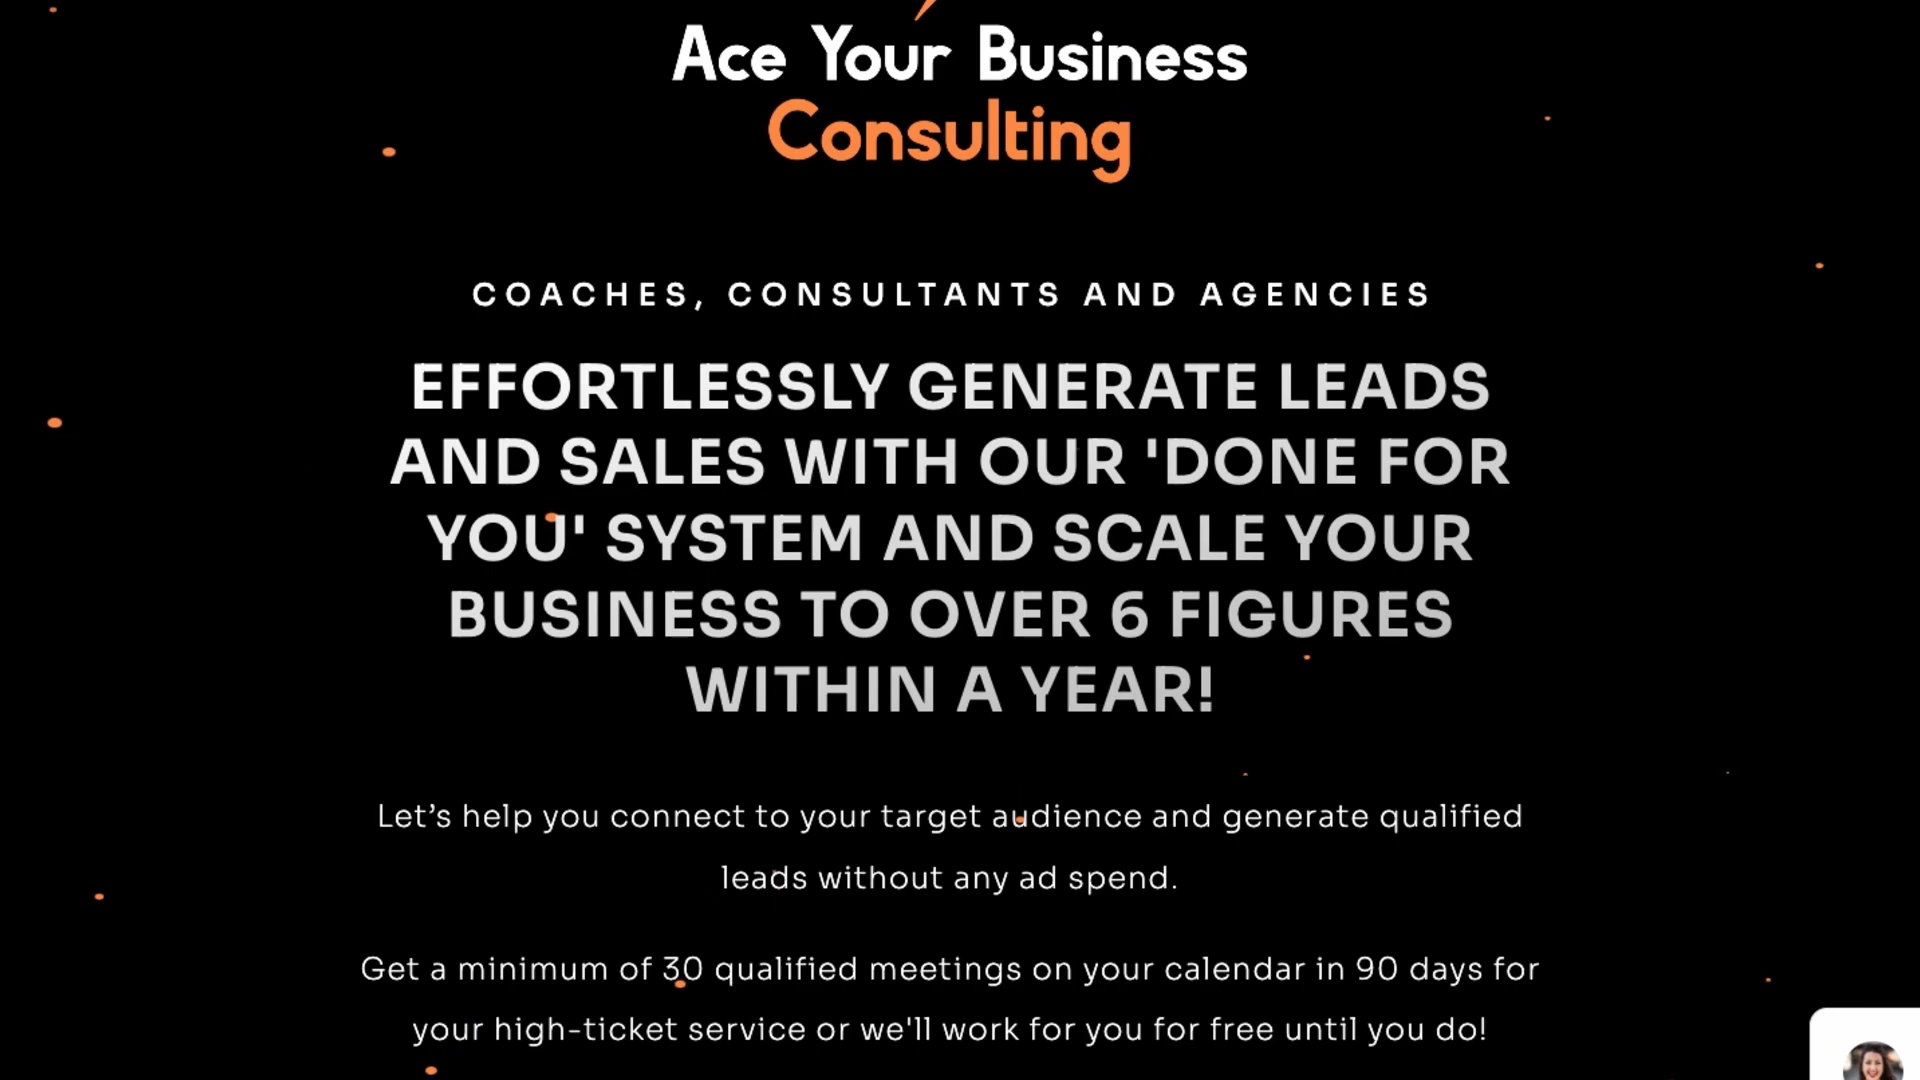 Ace Your Business
Consulting
COACHES, CONSULTANTS AND AGENCIES
EFFORTLESSLY GENERATE LEADS
AND SALES WITH OUR 'DONE FOR
YOU' SYSTEM AND SCALE YOUR
BUSINESS TO OVER 6 FIGURES
WITHIN A YEAR!
Let’s help you connect to your target audience and generate qualified
leads without any ad spend.
Get a minimum of 30 qualified meetings on your calendar in 90 days for
your high-ticket service or we'll work for you for free until you do!